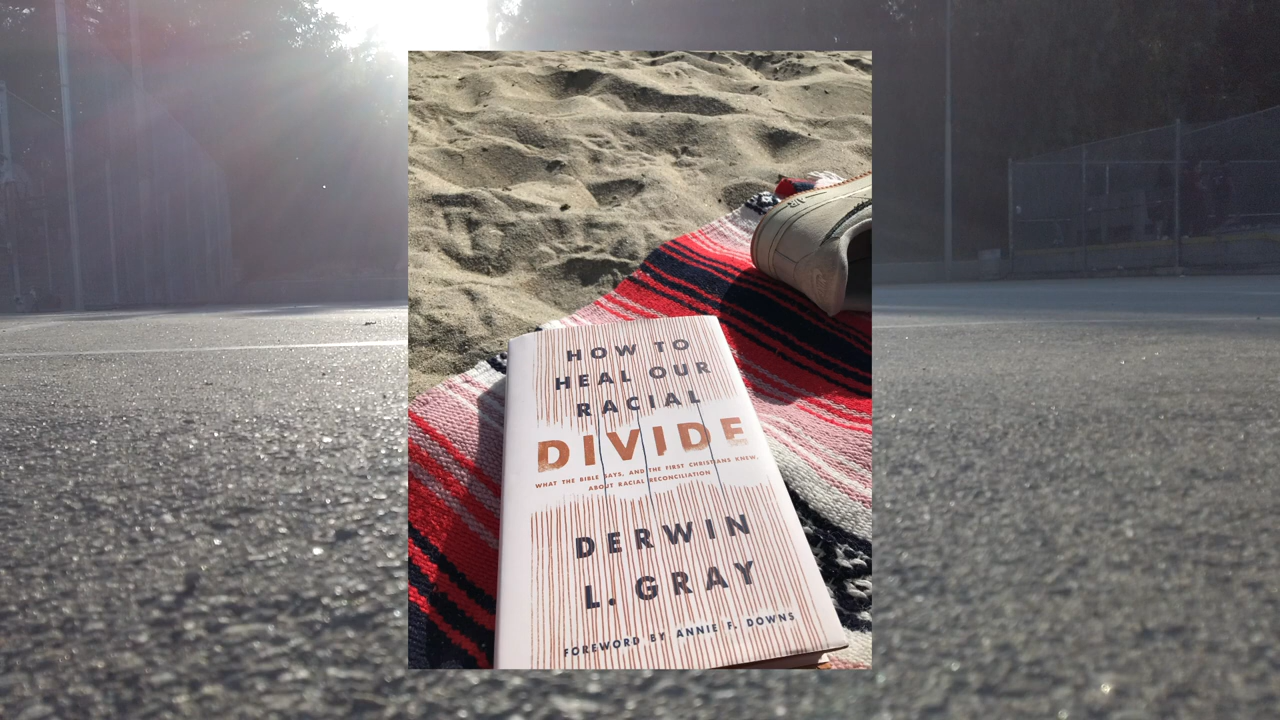 HOW TO
HEAL OUR
RACIAL
DIVIDE
WHAT THE BIBLE SAYS, AND THE FIRST CHRISTIANS KNEW,
ABOUT RACIAL RECONCILIATION
DERWIN
L. GRAY
FOREWORD BY ANNIE F. DOWNS